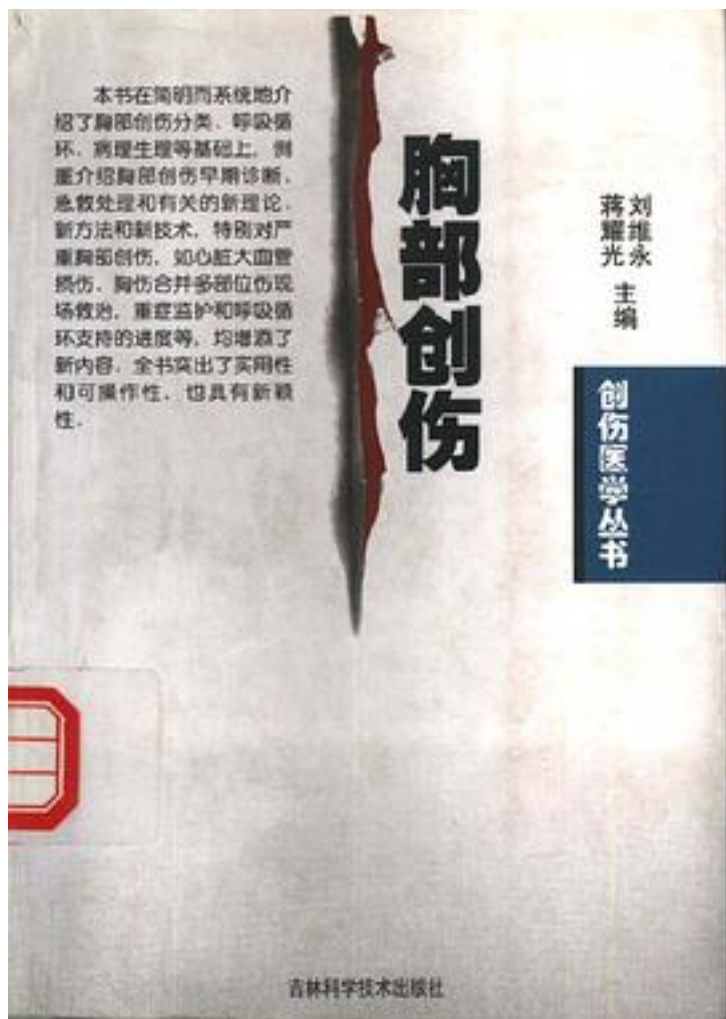 本书在简明而系统地介
绍了胸部创伤分类、呼吸循
环、病理生理等基础上，侧
重介绍胸部创伤早期诊断、
急救处理和有关的新理论、
新方法和新技术，特别对严
重胸部创伤，如心脏大血管
损伤、胸伤合并多部位伤现
场救治，重症监护和呼吸循
环支持的进度等，均增添了
新内容。全书突出了实用性
和可操作性，也具有新颖
性。
胸部创伤
刘维永
蒋耀光 主编
创伤医学丛书
吉林科学技术出版社